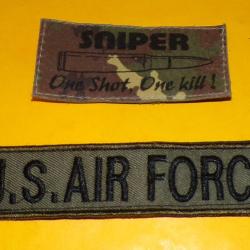 SNIPER
One Shot, One kill !
U.S. AIR FORC